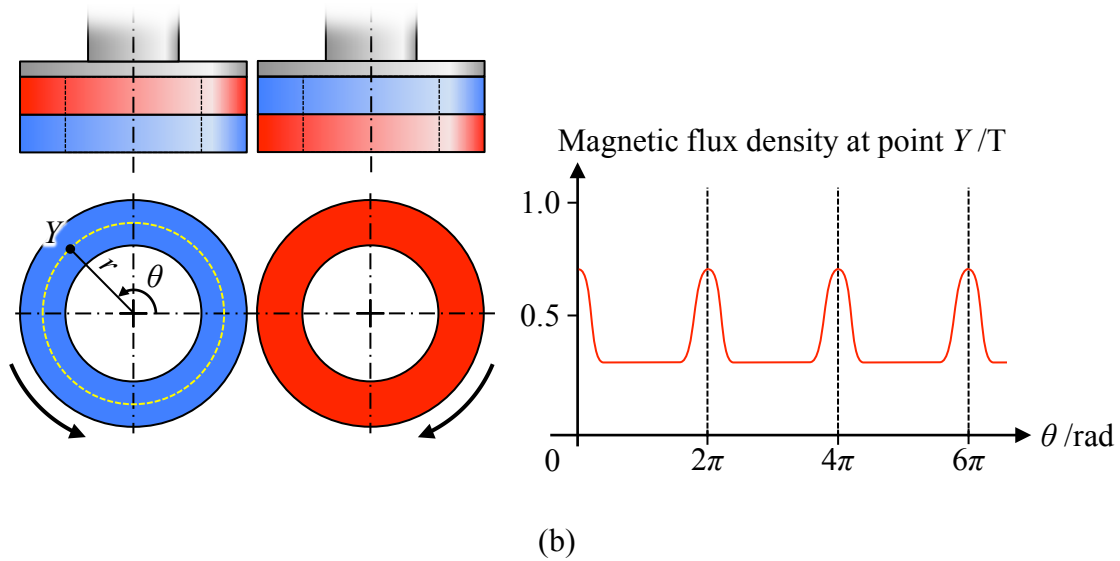 Y
r
θ
Magnetic flux density at point Y /T
1.0
0.5
0
2π
4π
6π
θ /rad
(b)